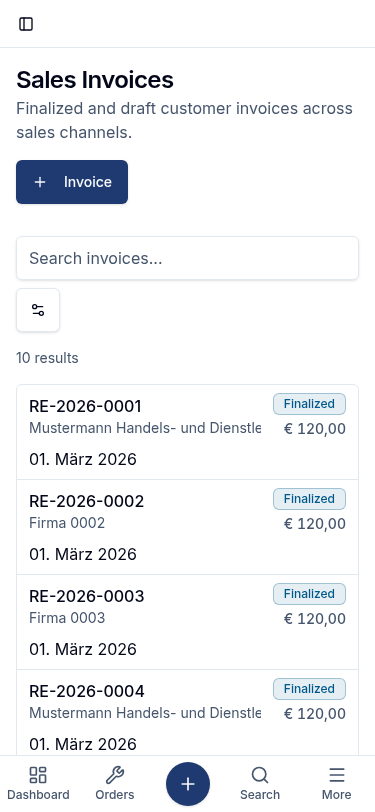 Sales Invoices
Finalized and draft customer invoices across
sales channels.
Invoice
Search invoices...
10 results
RE-2026-0001
Finalized
Mustermann Handels- und Dienstle
€ 120,00
01. März 2026
RE-2026-0002
Finalized
Firma 0002
€ 120,00
01. März 2026
RE-2026-0003
Finalized
Firma 0003
€ 120,00
01. März 2026
RE-2026-0004
Finalized
Mustermann Handels- und Dienstle
€ 120,00
01. März 2026
Dashboard
Orders
Search
More